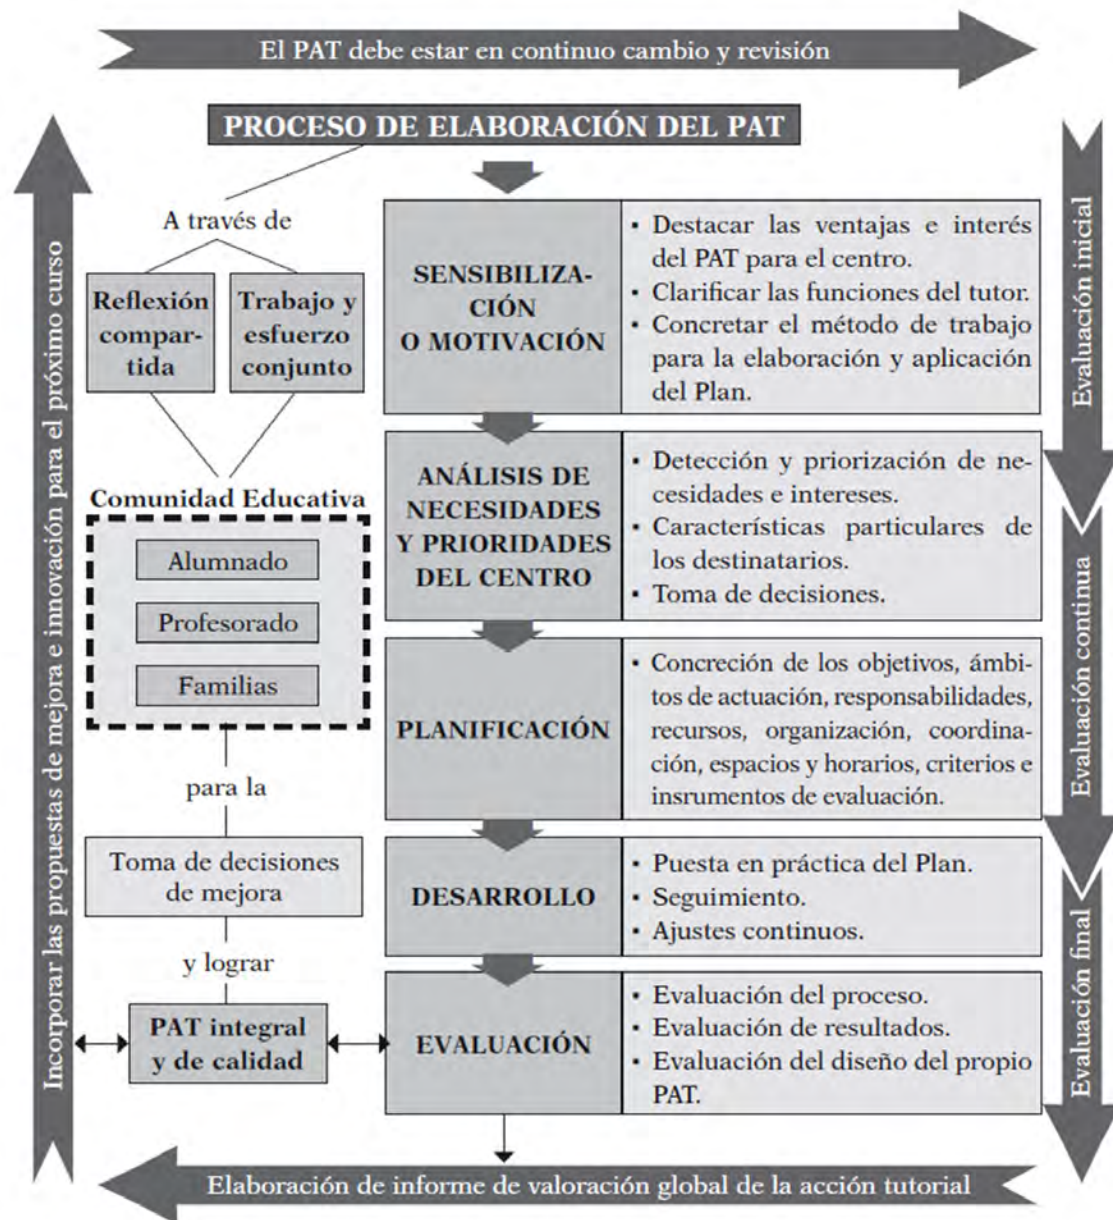 El PAT debe estar en continuo cambio y revisión
PROCESO DE ELABORACIÓN DEL PAT
A través de
Reflexión
compar-
tida
Trabajo y
esfuerzo
conjunto
Comunidad Educativa
Alumnado
Profesorado
Familias
para la
Toma de decisiones
de mejora
y lograr
PAT integral
y de calidad
SENSIBILIZA-
CIÓN
O MOTIVACIÓN
▪ Destacar las ventajas e interés
del PAT para el centro.
▪ Clarificar las funciones del tutor.
▪ Concretar el método de trabajo
para la elaboración y aplicación
del Plan.
ANÁLISIS DE
NECESIDADES
Y PRIORIDADES
DEL CENTRO
▪ Detección y priorización de ne-
cesidades e intereses.
▪ Características particulares de
los destinatarios.
▪ Toma de decisiones.
PLANIFICACIÓN
▪ Concreción de los objetivos, ámbi-
tos de actuación, responsabilidades,
recursos, organización, coordina-
ción, espacios y horarios, criterios e
insrumentos de evaluación.
DESARROLLO
▪ Puesta en práctica del Plan.
▪ Seguimiento.
▪ Ajustes continuos.
EVALUACIÓN
▪ Evaluación del proceso.
▪ Evaluación de resultados.
▪ Evaluación del diseño del propio
PAT.
Evaluación inicial
Evaluación continua
Evaluación final
Elaboración de informe de valoración global de la acción tutorial
Incorporar las propuestas de mejora e innovación para el próximo curso